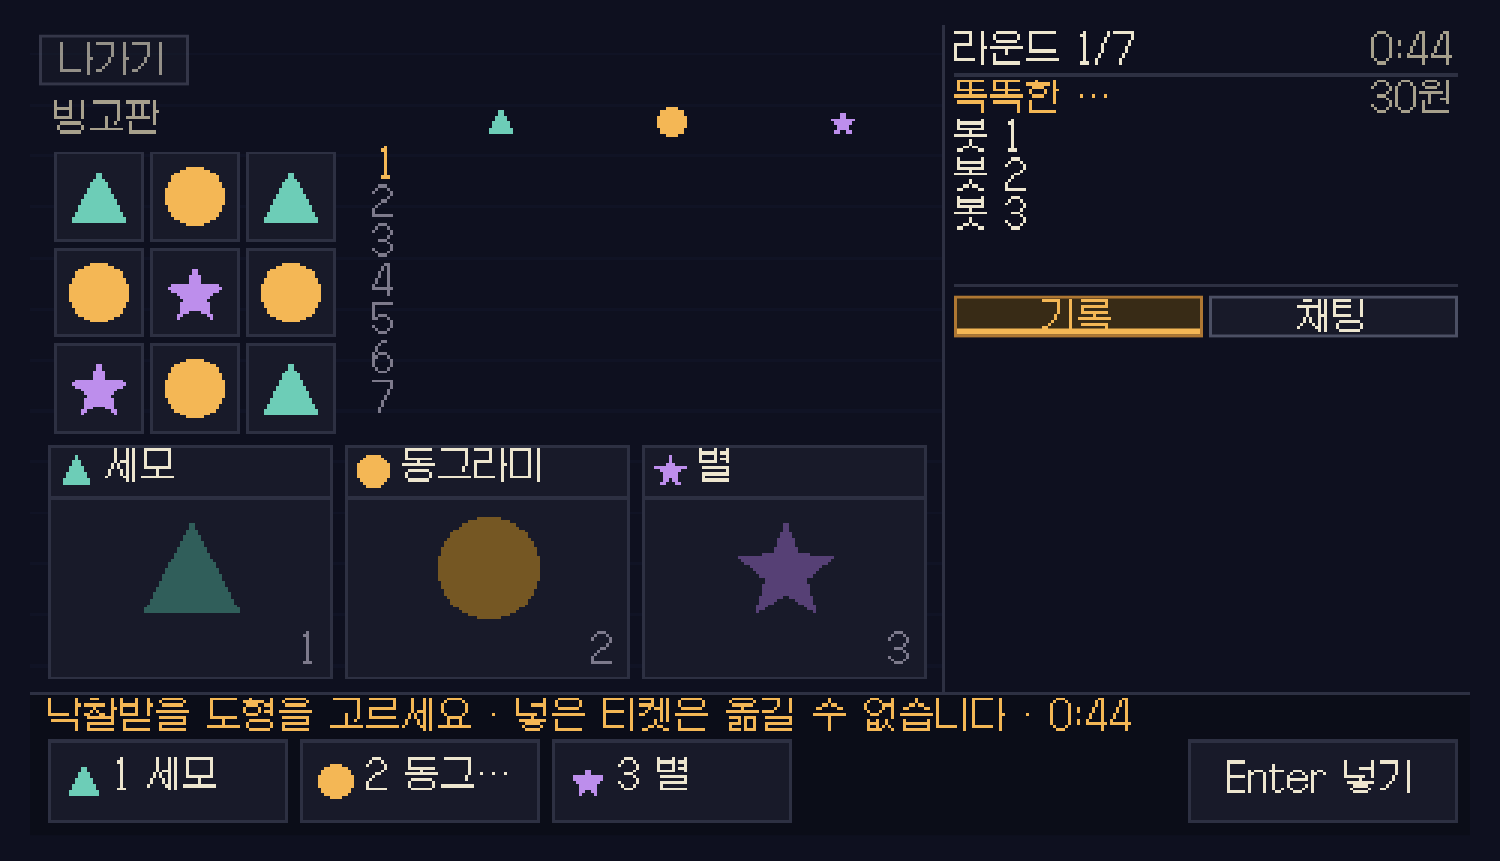 나가기
빙고판
1
2
3
4
5
6
7
세모
동그라미
별
1
2
3
라운드 1/7 0:44
똑똑한 ··· 30원
봇 1
봇 2
봇 3
기록 채팅
낙찰받을 도형을 고르세요 · 넣은 티켓은 옮길 수 없습니다 · 0:44
1 세모
2 동그···
3 별
Enter 넣기